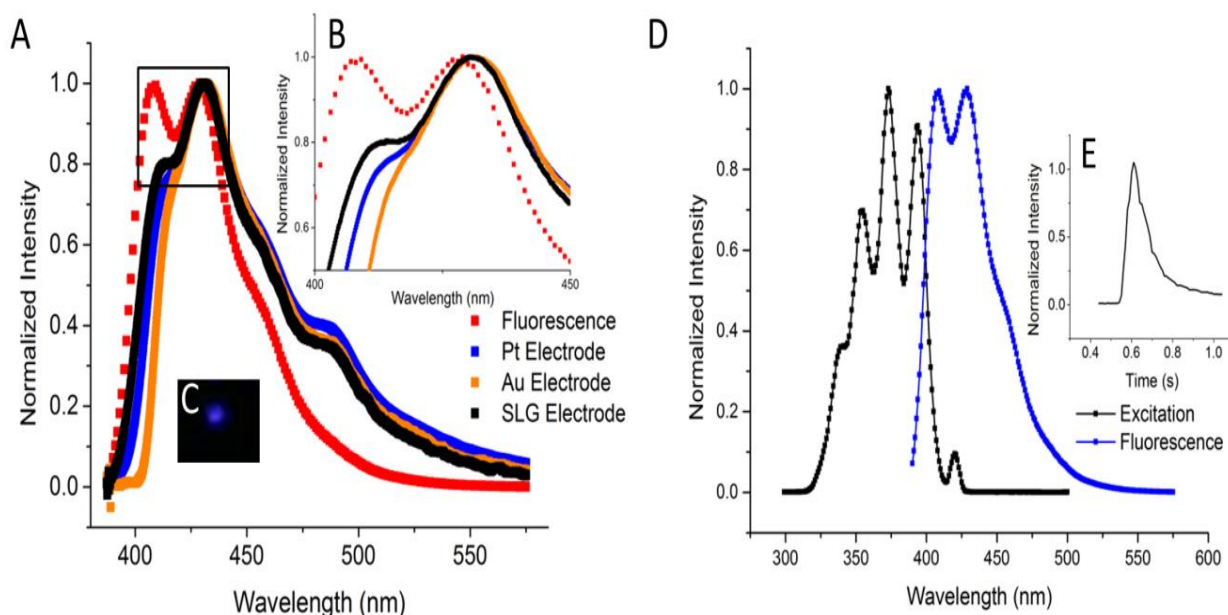 A
Normalized Intensity
1.0
0.8
0.6
0.4
0.2
0.0
400 450 500 550
Wavelength (nm)
B
Normalized Intensity
1.0
0.9
0.8
0.7
0.6
400 450
Wavelength (nm)
Fluorescence
Pt Electrode
Au Electrode
SLG Electrode
C
D
Normalized Intensity
1.0
0.8
0.6
0.4
0.2
0.0
300 350 400 450 500 550 600
Wavelength (nm)
E
Normalized Intensity
1.0
0.5
0.0
0.4 0.6 0.8 1.0
Time (s)
Excitation
Fluorescence